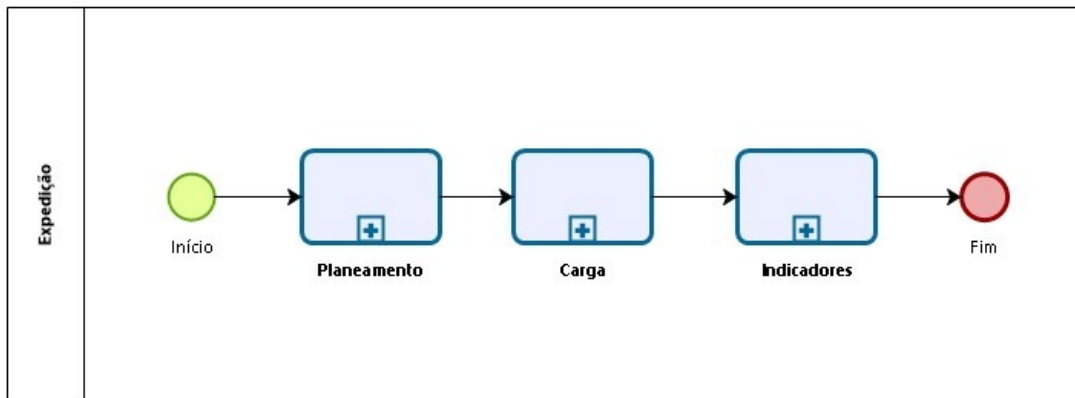 Expedição
Início
Planeamento
Carga
Indicadores
Fim